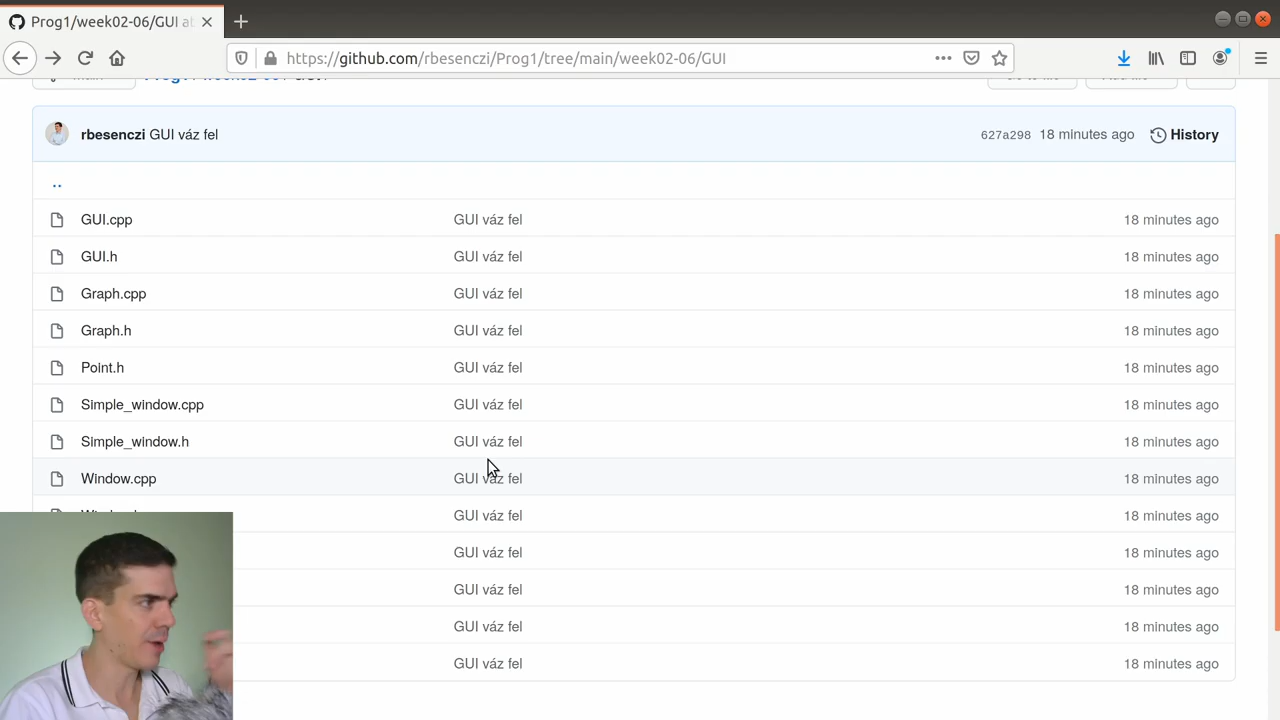 Prog1/week02-06/GUI
https://github.com/rbesenczi/Prog1/tree/main/week02-06/GUI
rbesenczi GUI váz fel 627a298 18 minutes ago History
..
GUI.cpp GUI váz fel 18 minutes ago
GUI.h GUI váz fel 18 minutes ago
Graph.cpp GUI váz fel 18 minutes ago
Graph.h GUI váz fel 18 minutes ago
Point.h GUI váz fel 18 minutes ago
Simple_window.cpp GUI váz fel 18 minutes ago
Simple_window.h GUI váz fel 18 minutes ago
Window.cpp GUI váz fel 18 minutes ago
GUI váz fel 18 minutes ago
GUI váz fel 18 minutes ago
GUI váz fel 18 minutes ago
GUI váz fel 18 minutes ago
GUI váz fel 18 minutes ago